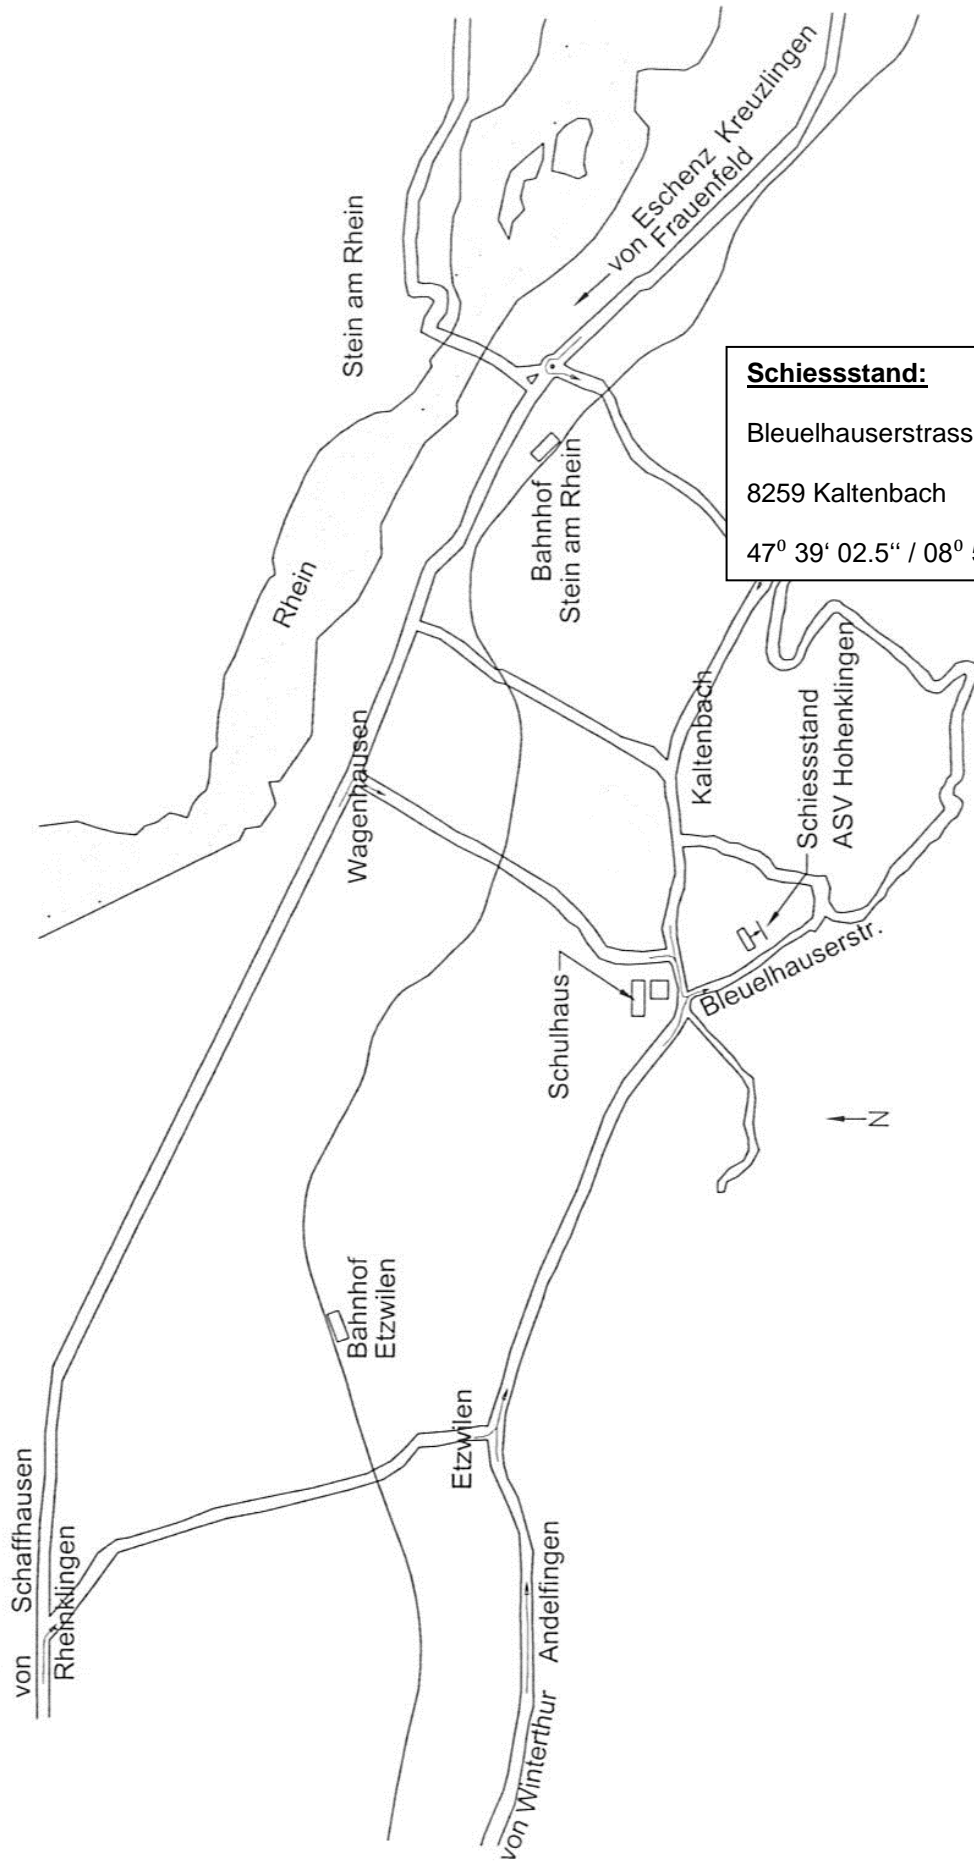 von Schaffhausen
Rheinklingen
Stein am Rhein
Rhein
Wagenhausen
von Eschenz Kreuzlingen
Frauenfeld
Bahnhof
Stein am Rhein
Bahnhof
Etzwilen
Etzwilen
von Winterthur Andelfingen
Schulhaus
Kaltenbach
Schiessstand
ASV Hohenklingen
Bleuelhauserstr.
N
Schiessstand:
Bleuelhauserstrass
8259 Kaltenbach
47⁰ 39‘ 02.5“ / 08⁰